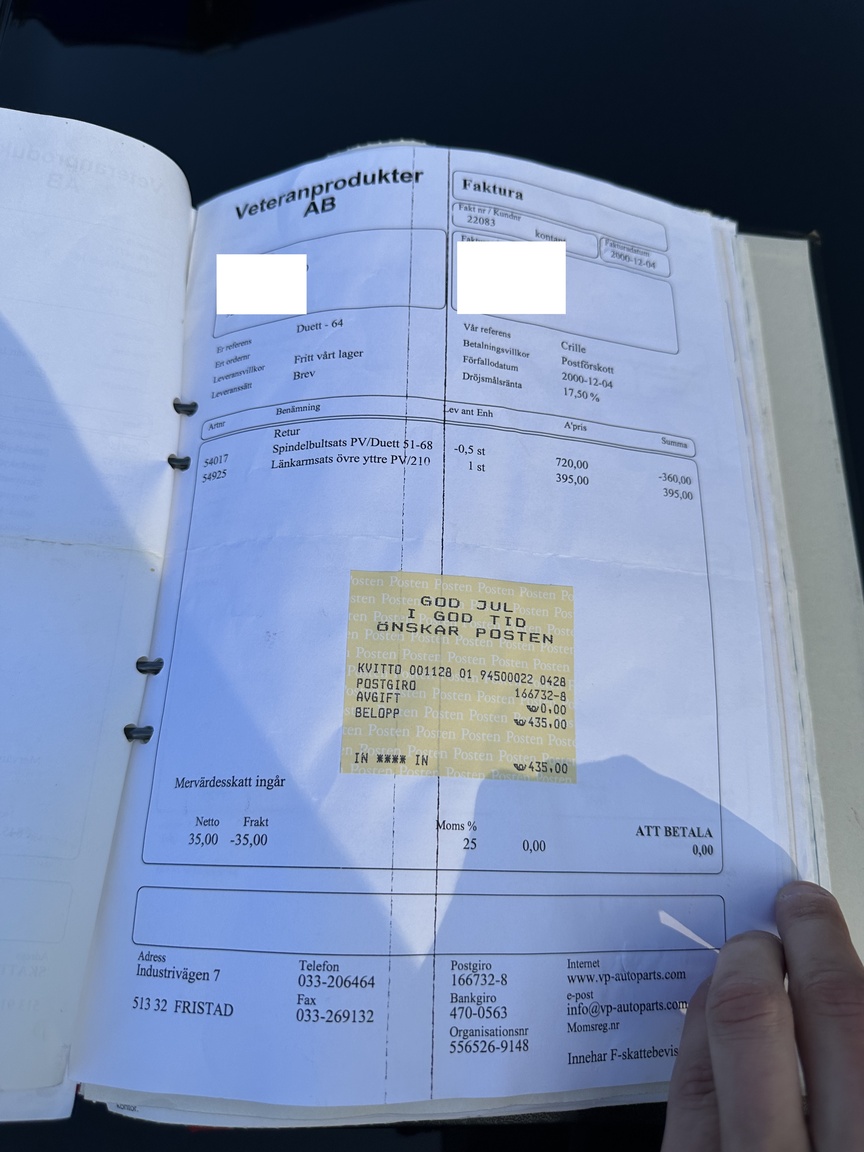 Veteranprodukter
AB
Faktura
Fakt nr / Kundnr
22083
kontant
Fakturadatum
2000-12-04
Duett - 64
Er referens
Ert ordernr
Leveransvillkor
Fritt vårt lager
Leveranssätt
Brev
Vår referens
Crille
Betalningsvillkor
Postförskott
Förfallodatum
2000-12-04
Dröjsmålsränta
17,50 %
Artnr Benämning Lev ant Enh A'pris Summa
Retur
54017 Spindelbultsats PV/Duett 51-68 -0,5 st 720,00 -360,00
54925 Länkarmsats övre yttre PV/210 1 st 395,00 395,00
GOD JUL
I GOD TID
ÖNSKAR POSTEN
KVITTO 001128 01 94500022 0428
POSTGIRO 166732-8
AVGIFT 0,00
BELOPP 435,00
IN **** IN 435,00
Mervärdesskatt ingår
Netto Frakt Moms % ATT BETALA
35,00 -35,00 25 0,00 0,00
Adress
Industrivägen 7
513 32 FRISTAD
Telefon
033-206464
Fax
033-269132
Postgiro
166732-8
Bankgiro
470-0563
Organisationsnr
556526-9148
Internet
www.vp-autoparts.com
e-post
info@vp-autoparts.com
Momsreg.nr
Innehar F-skattebevis